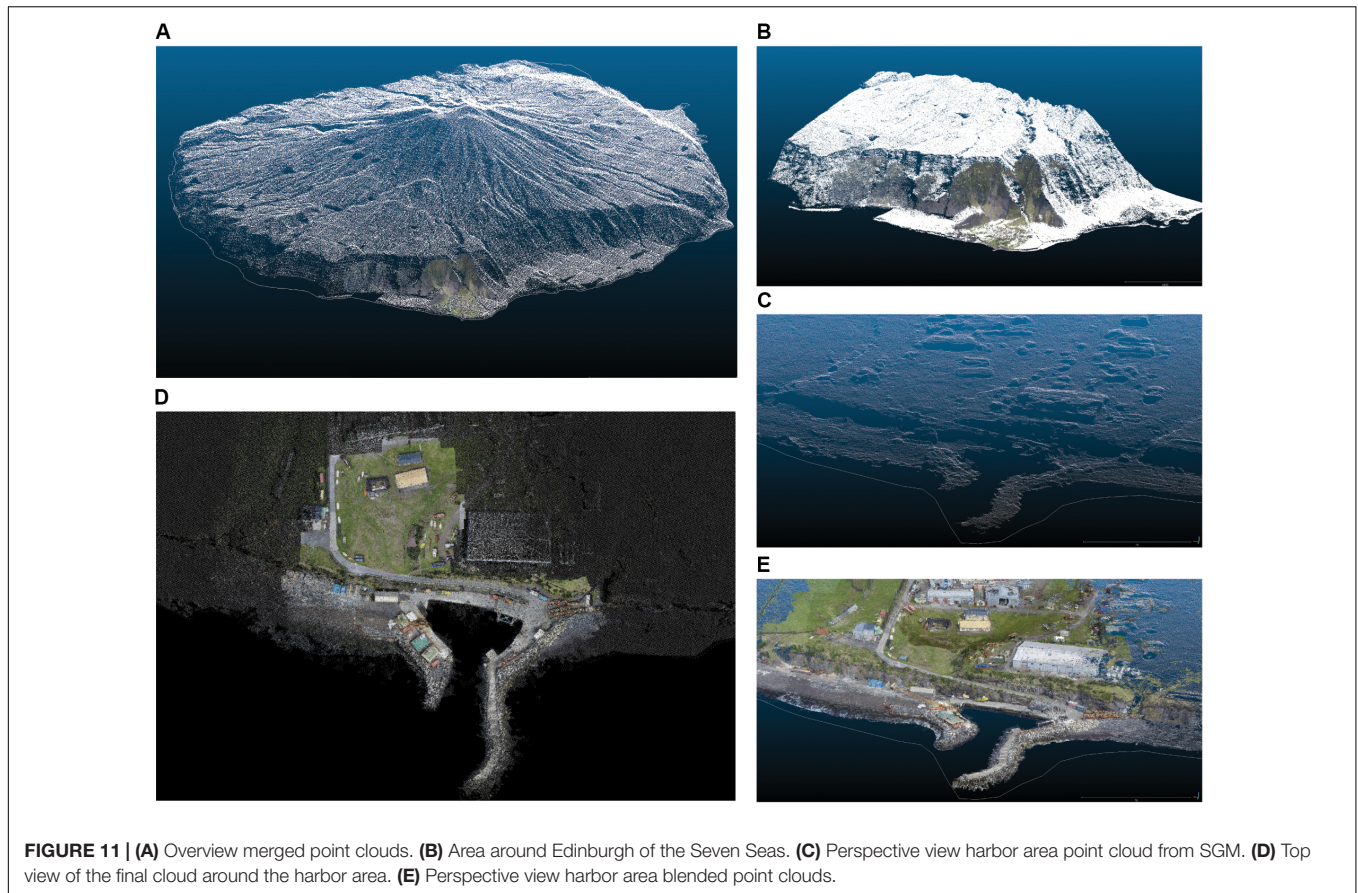 A
B
C
D
E
FIGURE 11 | (A) Overview merged point clouds. (B) Area around Edinburgh of the Seven Seas. (C) Perspective view harbor area point cloud from SGM. (D) Top
view of the final cloud around the harbor area. (E) Perspective view harbor area blended point clouds.